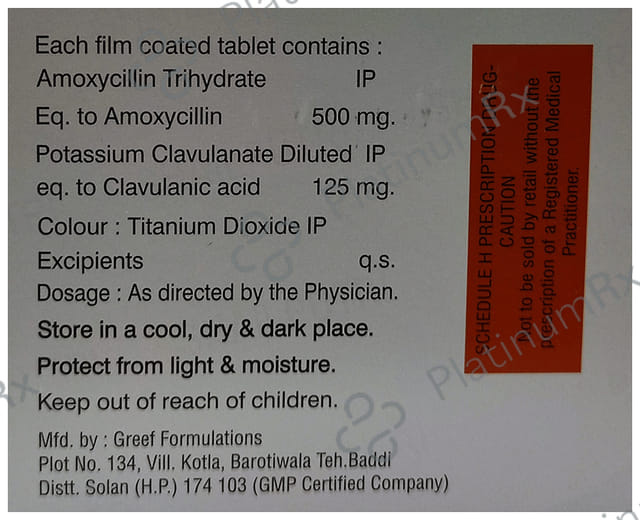 Each film coated tablet contains :
Amoxycillin Trihydrate IP
Eq. to Amoxycillin 500 mg.
Potassium Clavulanate Diluted IP
eq. to Clavulanic acid 125 mg.
Colour : Titanium Dioxide IP
Excipients q.s.
Dosage : As directed by the Physician.
Store in a cool, dry & dark place.
Protect from light & moisture.
Keep out of reach of children.
Mfd. by : Greef Formulations
Plot No. 134, Vill. Kotla, Barotiwala Teh.Baddi
Distt. Solan (H.P.) 174 103 (GMP Certified Company)
SCHEDULE H PRESCRIPTION DRUG-
CAUTION
Not to be sold by retail without the
prescription of a Registered Medical
Practitioner.
PlatinumRx
PlatinumRx